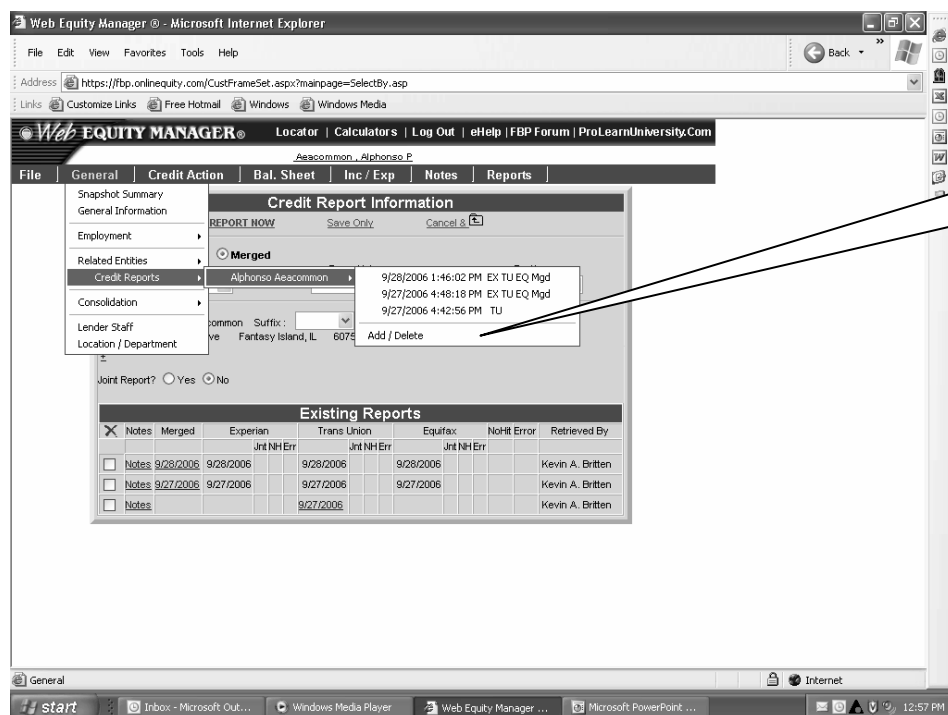 Web Equity Manager ® - Microsoft Internet Explorer
File Edit View Favorites Tools Help
Back
Address https://fbp.onlinequity.com/CustFrameSet.aspx?mainpage=SelectBy.asp
Links Customize Links Free Hotmail Windows Windows Media
Web EQUITY MANAGER® Locator | Calculators | Log Out | eHelp | FBP Forum | ProLearnUniversity.Com
Aeacommon , Alphonso P
File | General | Credit Action | Bal. Sheet | Inc / Exp | Notes | Reports |
Snapshot Summary
General Information
Employment
Related Entities
Credit Reports
Consolidation
Lender Staff
Location / Department
Credit Report Information
REPORT NOW Save Only Cancel &
Merged
Alphonso Aeacommon
9/28/2006 1:46:02 PM EX TU EQ Mgd
9/27/2006 4:48:18 PM EX TU EQ Mgd
9/27/2006 4:42:56 PM TU
Add / Delete
ommon Suffix :
ve Fantasy Island, IL 6075
±
Joint Report? Yes No
Existing Reports
X Notes Merged Experian Trans Union Equifax NoHit Error Retrieved By
Jnt NH Err Jnt NH Err Jnt NH Err
Notes 9/28/2006 9/28/2006 9/28/2006 9/28/2006 Kevin A. Britten
Notes 9/27/2006 9/27/2006 9/27/2006 9/27/2006 Kevin A. Britten
Notes 9/27/2006 Kevin A. Britten
General Internet
start Inbox - Microsoft Out... Windows Media Player Web Equity Manager ... Microsoft PowerPoint ... 12:57 PM